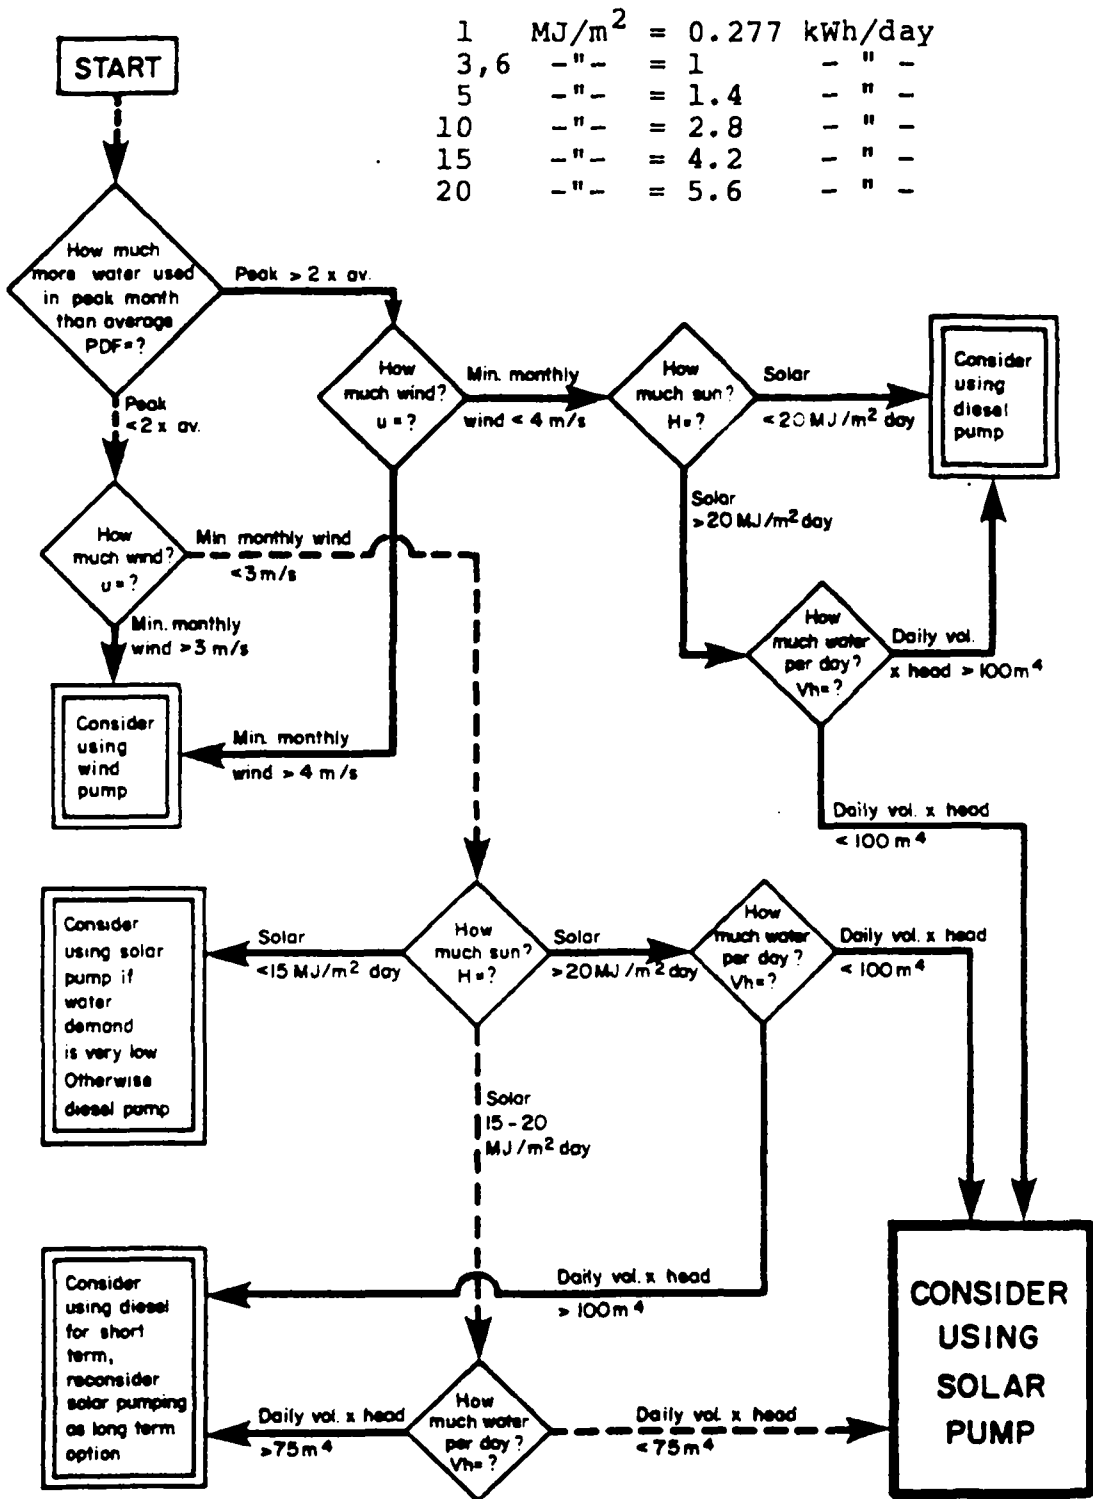 1 MJ/m² = 0.277 kWh/day
3,6 -"- = 1 - " -
5 -"- = 1.4 - " -
10 -"- = 2.8 - " -
15 -"- = 4.2 - " -
20 -"- = 5.6 - " -
START
How much
more water used
in peak month
than average
PDF=?
Peak > 2 x av.
Peak
<2 x av.
How
much wind?
u=?
Min. monthly
wind < 4 m/s
How
much sun?
H=?
Solar
<20 MJ/m² day
Consider
using
diesel
pump
Solar
>20 MJ/m² day
How
much wind?
u=?
Min monthly wind
<3 m/s
Min. monthly
wind >3 m/s
How
much water
per day?
Vh=?
Daily vol.
x head > 100 m⁴
Consider
using
wind
pump
Min. monthly
wind > 4 m/s
Daily vol. x head
< 100 m⁴
Consider
using solar
pump if
water
demand
is very low
Otherwise
diesel pump
Solar
<15 MJ/m² day
How
much sun?
H=?
Solar
>20 MJ/m² day
How
much water
per day?
Vh=?
Daily vol. x head
< 100 m⁴
Solar
15-20
MJ/m² day
Consider
using diesel
for short
term,
reconsider
solar pumping
as long term
option
Daily vol. x head
> 100 m⁴
Daily vol. x head
>75 m⁴
How
much water
per day?
Vh=?
Daily vol. x head
<75 m⁴
CONSIDER
USING
SOLAR
PUMP